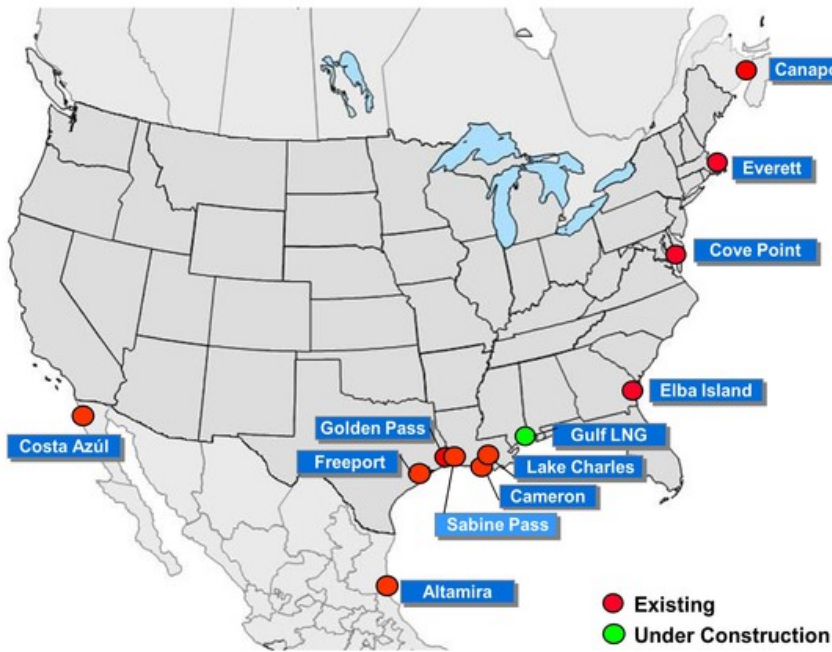 Canapo
Everett
Cove Point
Elba Island
Golden Pass
Gulf LNG
Costa Azúl
Freeport
Lake Charles
Cameron
Sabine Pass
Altamira
Existing
Under Construction